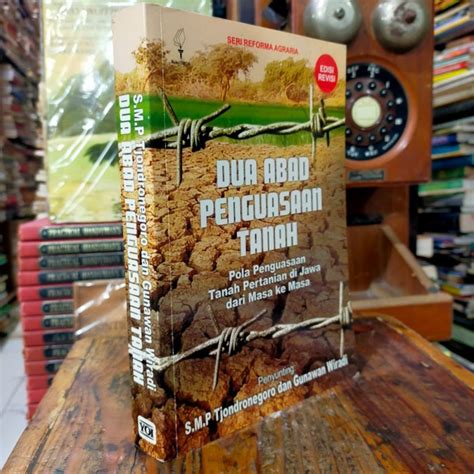 SERI REFORMA AGRARIA
EDISI
REVISI
DUA ABAD
PENGUASAAN
TANAH
Pola Penguasaan
Tanah Pertanian di Jawa
dari Masa ke Masa
Penyunting
S.M.P Tjondronegoro dan Gunawan Wiradi
S.M.P Tjondronegoro dan Gunawan Wiradi
DUA ABAD PENGUASAAN TANAH